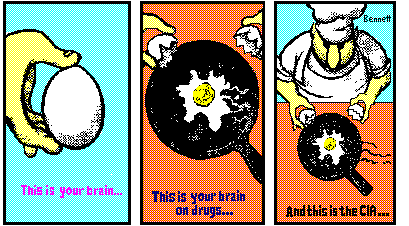 This is your brain...
This is your brain
on drugs...
Bennett
And this is the CIA...